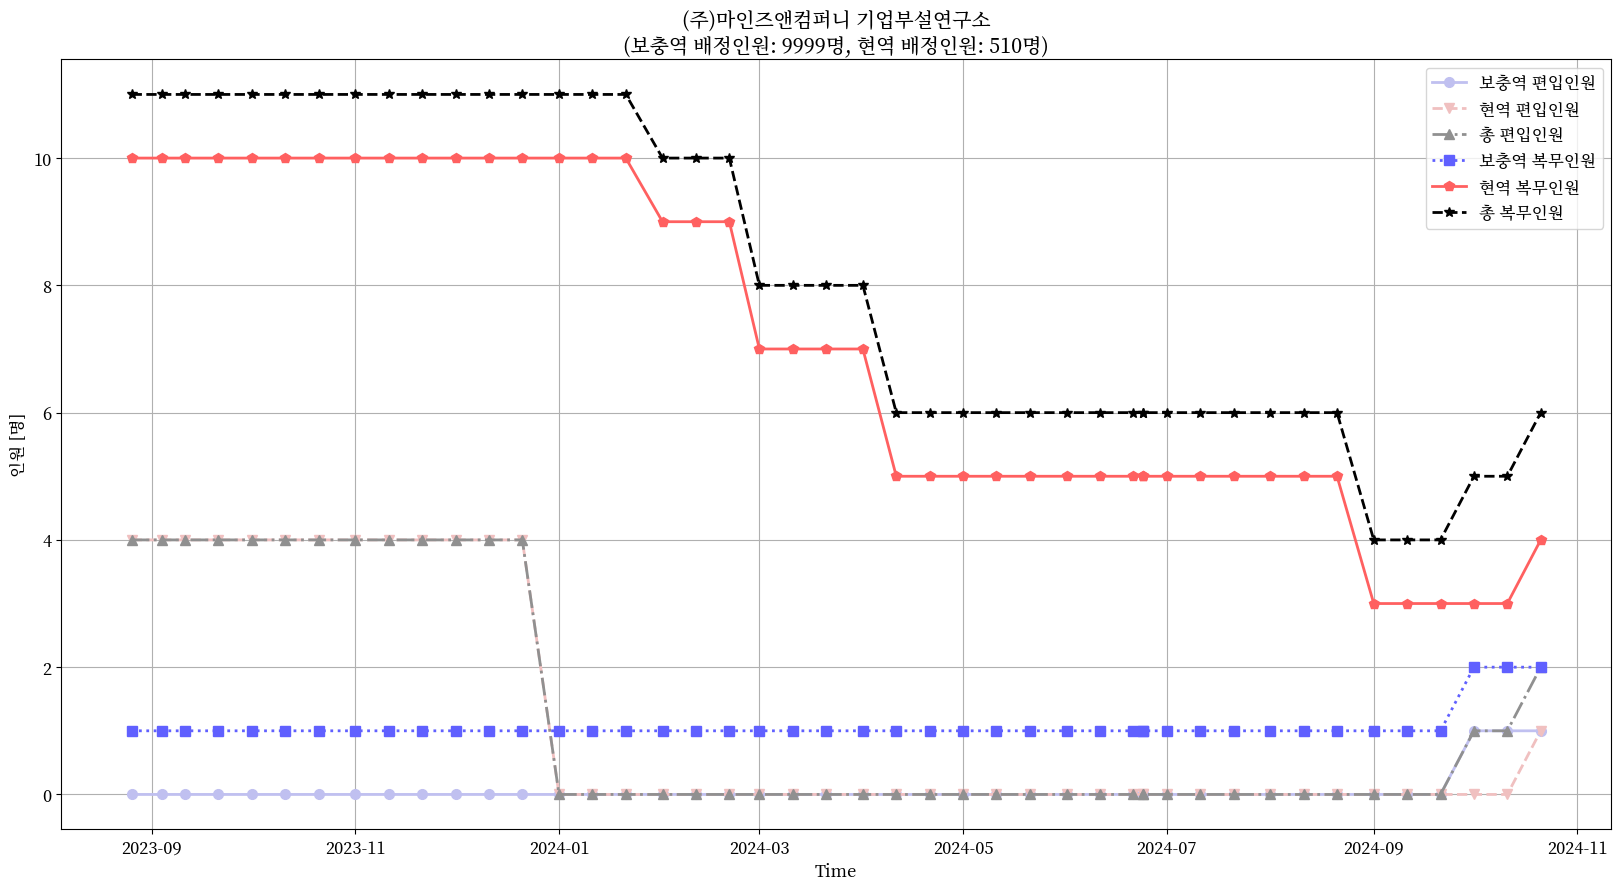 (주)마인즈앤컴퍼니 기업부설연구소
(보충역 배정인원: 9999명, 현역 배정인원: 510명)
보충역 편입인원
현역 편입인원
총 편입인원
보충역 복무인원
현역 복무인원
총 복무인원
인원 [명]
10
8
6
4
2
0
2023-09
2023-11
2024-01
2024-03
2024-05
2024-07
2024-09
2024-11
Time